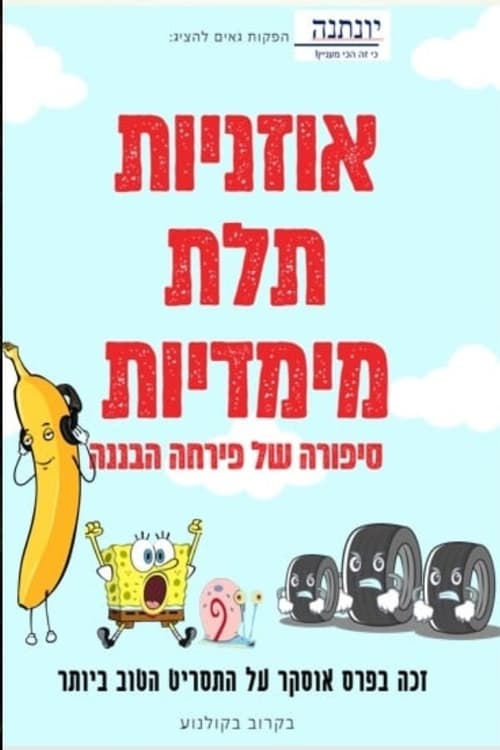 יונתנה
כי זה הכי מעניין!
הפקות גאים להציג:
אוזניות
תלת
מימדיות
סיפורה של פירחה הבננה
זכה בפרס אוסקר על התסריט הטוב ביותר
בקרוב בקולנוע